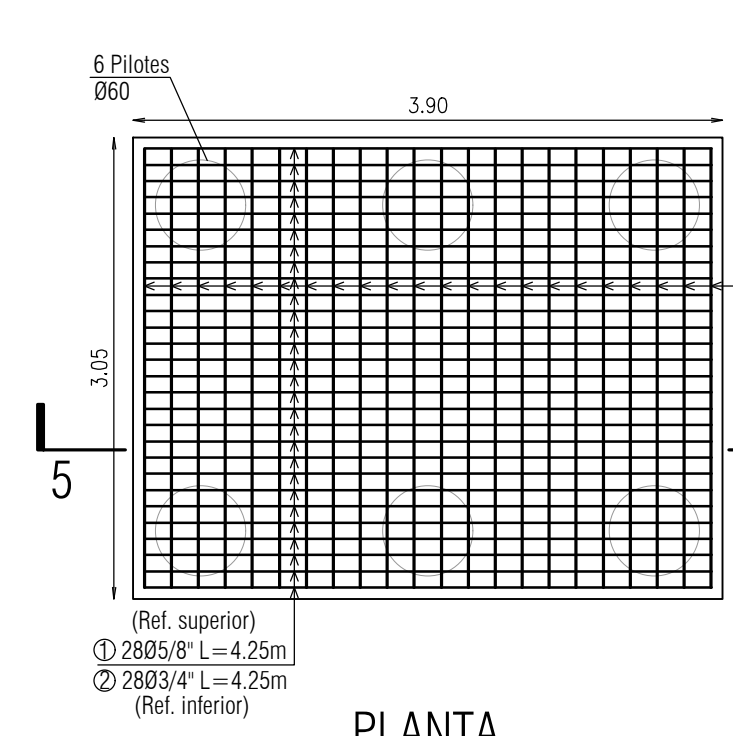 6 Pilotes
Ø60
3.90
3.05
5
(Ref. superior)
① 28Ø5/8" L=4.25m
② 28Ø3/4" L=4.25m
(Ref. inferior)
PLANTA